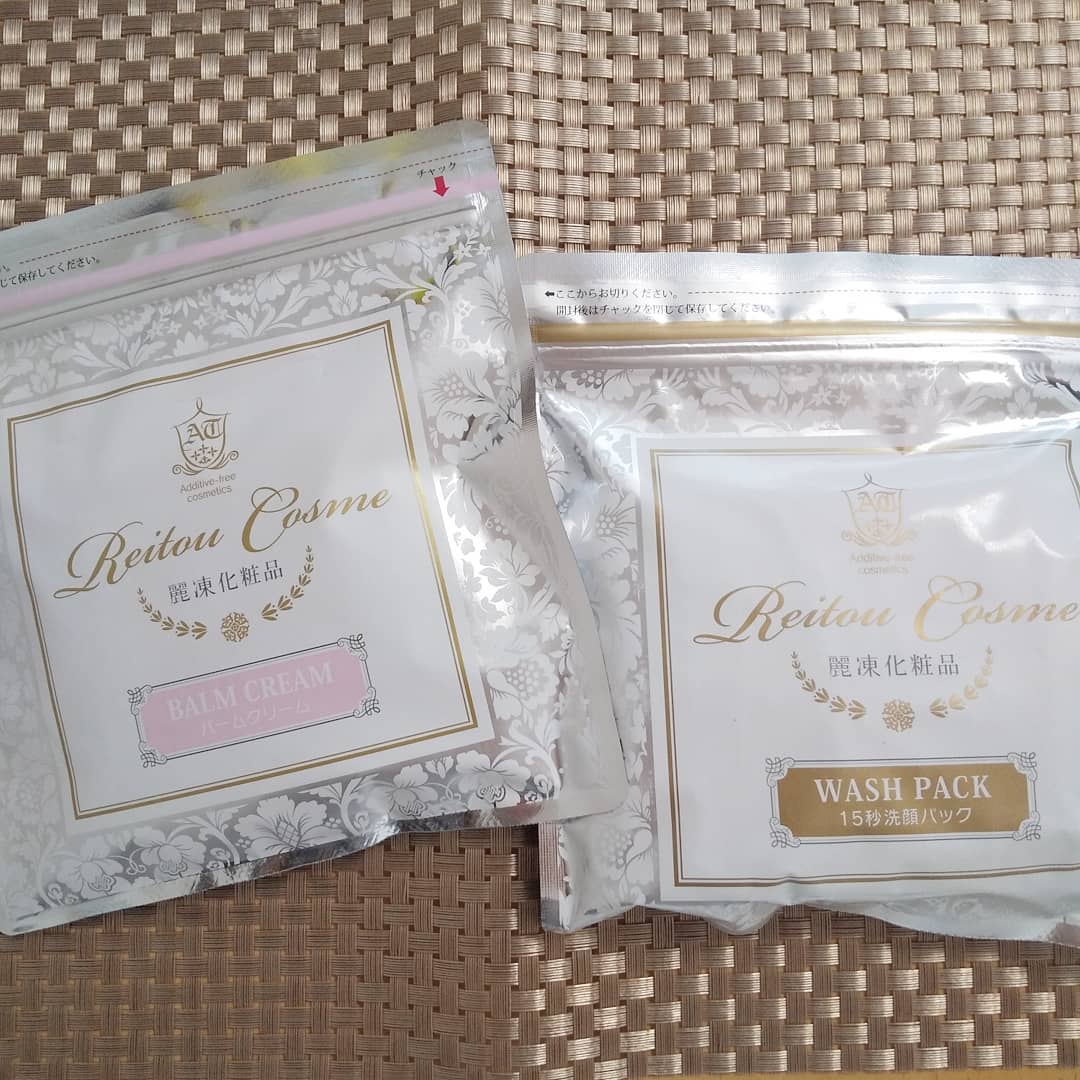 チャック
い。
じて保存してください。
AT
Additive-free
cosmetics
Reitou Cosme
麗凍化粧品
BALM CREAM
バームクリーム
⬅ここからお切りください。
開封後はチャックを閉じて保存してください。
AT
Additive-free
cosmetics
Reitou Cosme
麗凍化粧品
WASH PACK
15秒洗顔パック